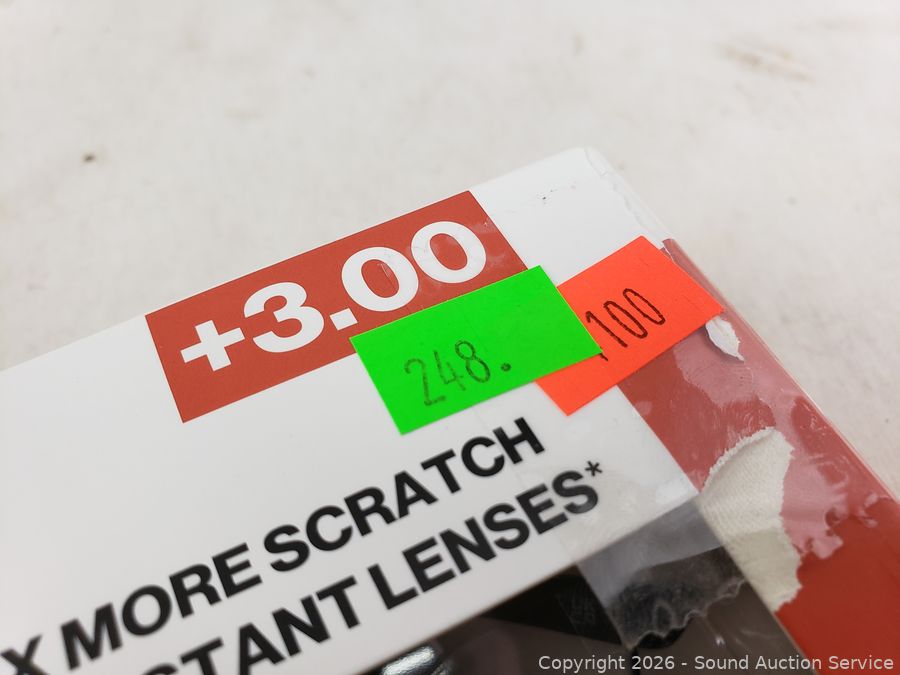 +3.00
248.
100
X MORE SCRATCH
STANT LENSES*
Copyright 2026 - Sound Auction Service